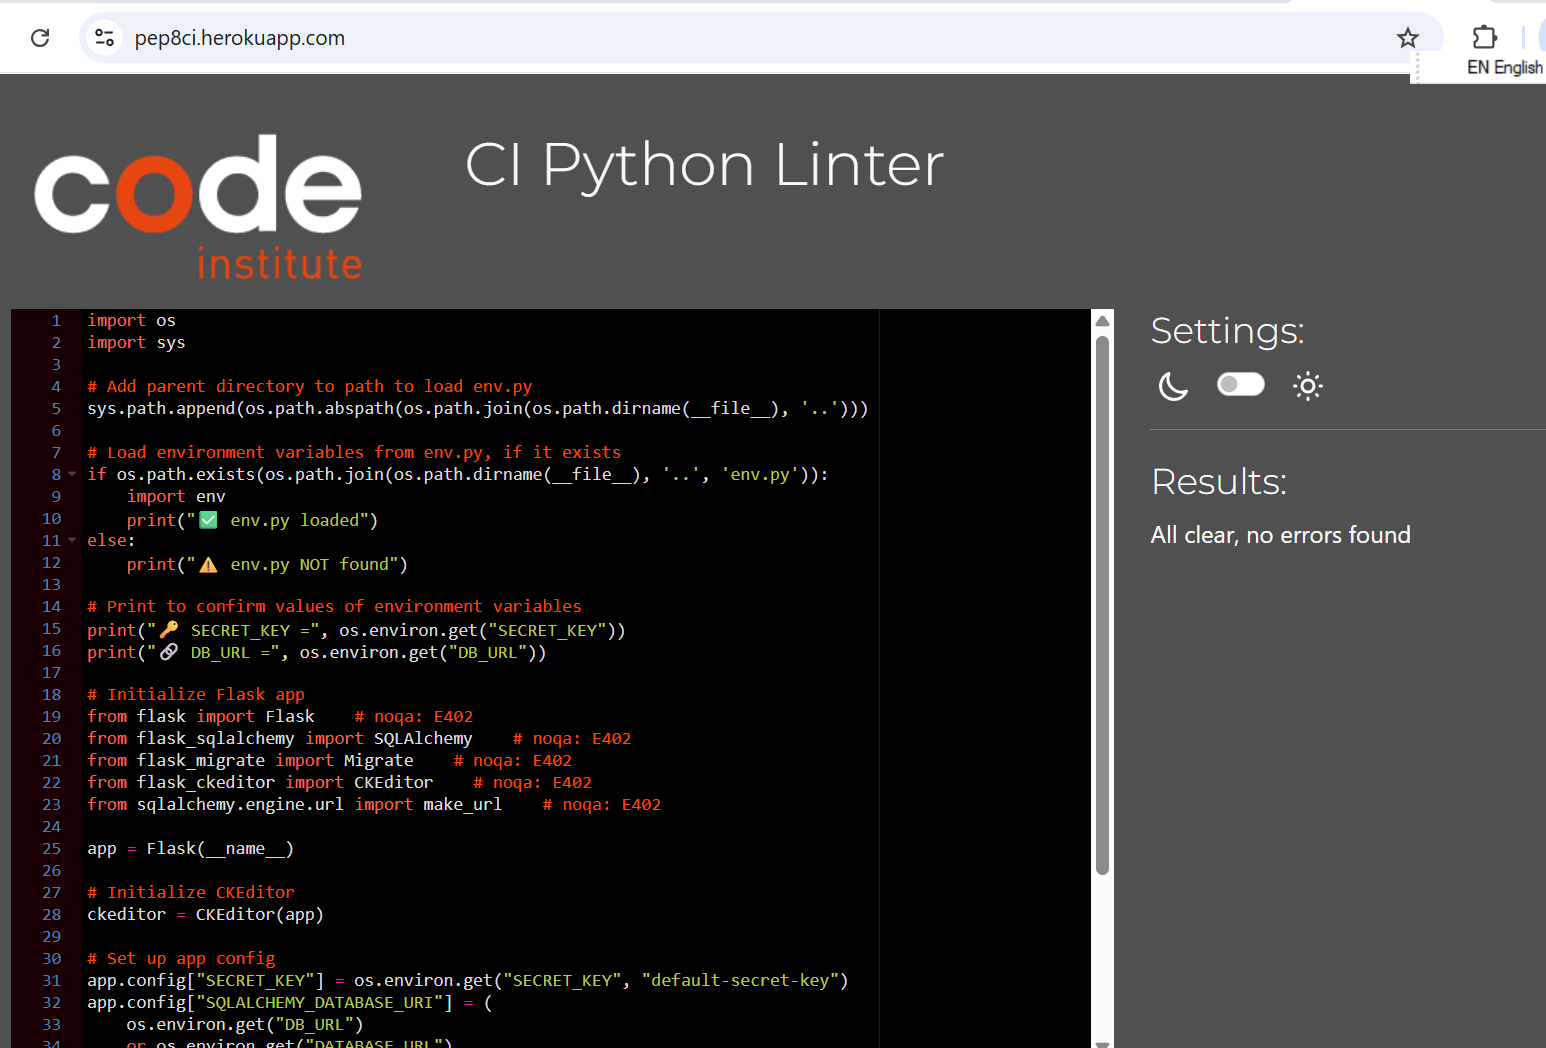 pep8ci.herokuapp.com
EN English
code
institute
CI Python Linter
1 import os
2 import sys
3
4 # Add parent directory to path to load env.py
5 sys.path.append(os.path.abspath(os.path.join(os.path.dirname(__file__), '..')))
6
7 # Load environment variables from env.py, if it exists
8 if os.path.exists(os.path.join(os.path.dirname(__file__), '..', 'env.py')):
9     import env
10     print("✅ env.py loaded")
11 else:
12     print("⚠️ env.py NOT found")
13
14 # Print to confirm values of environment variables
15 print("🔑 SECRET_KEY =", os.environ.get("SECRET_KEY"))
16 print("🔗 DB_URL =", os.environ.get("DB_URL"))
17
18 # Initialize Flask app
19 from flask import Flask    # noqa: E402
20 from flask_sqlalchemy import SQLAlchemy    # noqa: E402
21 from flask_migrate import Migrate    # noqa: E402
22 from flask_ckeditor import CKEditor    # noqa: E402
23 from sqlalchemy.engine.url import make_url    # noqa: E402
24
25 app = Flask(__name__)
26
27 # Initialize CKEditor
28 ckeditor = CKEditor(app)
29
30 # Set up app config
31 app.config["SECRET_KEY"] = os.environ.get("SECRET_KEY", "default-secret-key")
32 app.config["SQLALCHEMY_DATABASE_URI"] = (
33     os.environ.get("DB_URL")
34     or os.environ.get("DATABASE_URL")
Settings:
Results:
All clear, no errors found